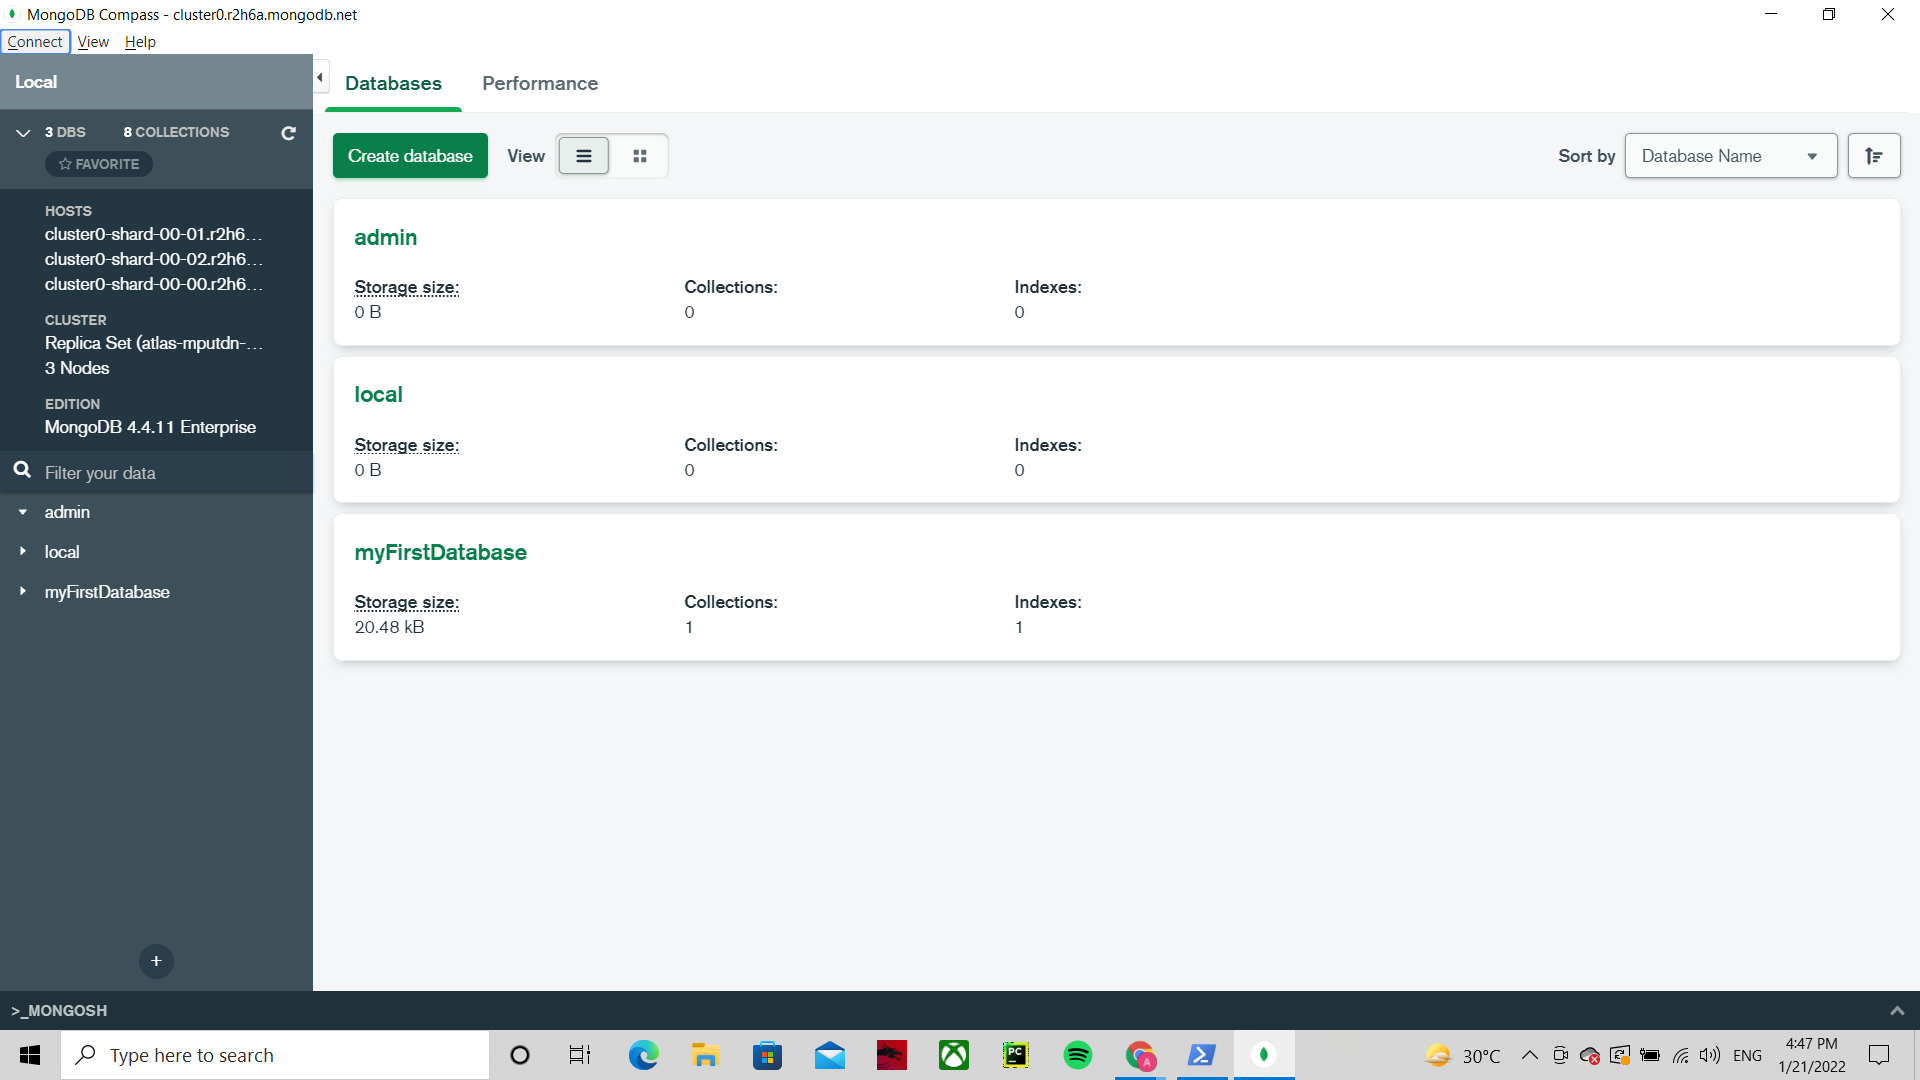 MongoDB Compass - cluster0.r2h6a.mongodb.net
Connect View Help
Local
3 DBS 8 COLLECTIONS
FAVORITE
HOSTS
cluster0-shard-00-01.r2h6...
cluster0-shard-00-02.r2h6...
cluster0-shard-00-00.r2h6...
CLUSTER
Replica Set (atlas-mputdn-...
3 Nodes
EDITION
MongoDB 4.4.11 Enterprise
Filter your data
admin
local
myFirstDatabase
Databases Performance
Create database View Sort by Database Name
admin
Storage size: Collections: Indexes:
0 B 0 0
local
Storage size: Collections: Indexes:
0 B 0 0
myFirstDatabase
Storage size: Collections: Indexes:
20.48 kB 1 1
>_MONGOSH
Type here to search
PC
A
30°C
ENG
4:47 PM
1/21/2022